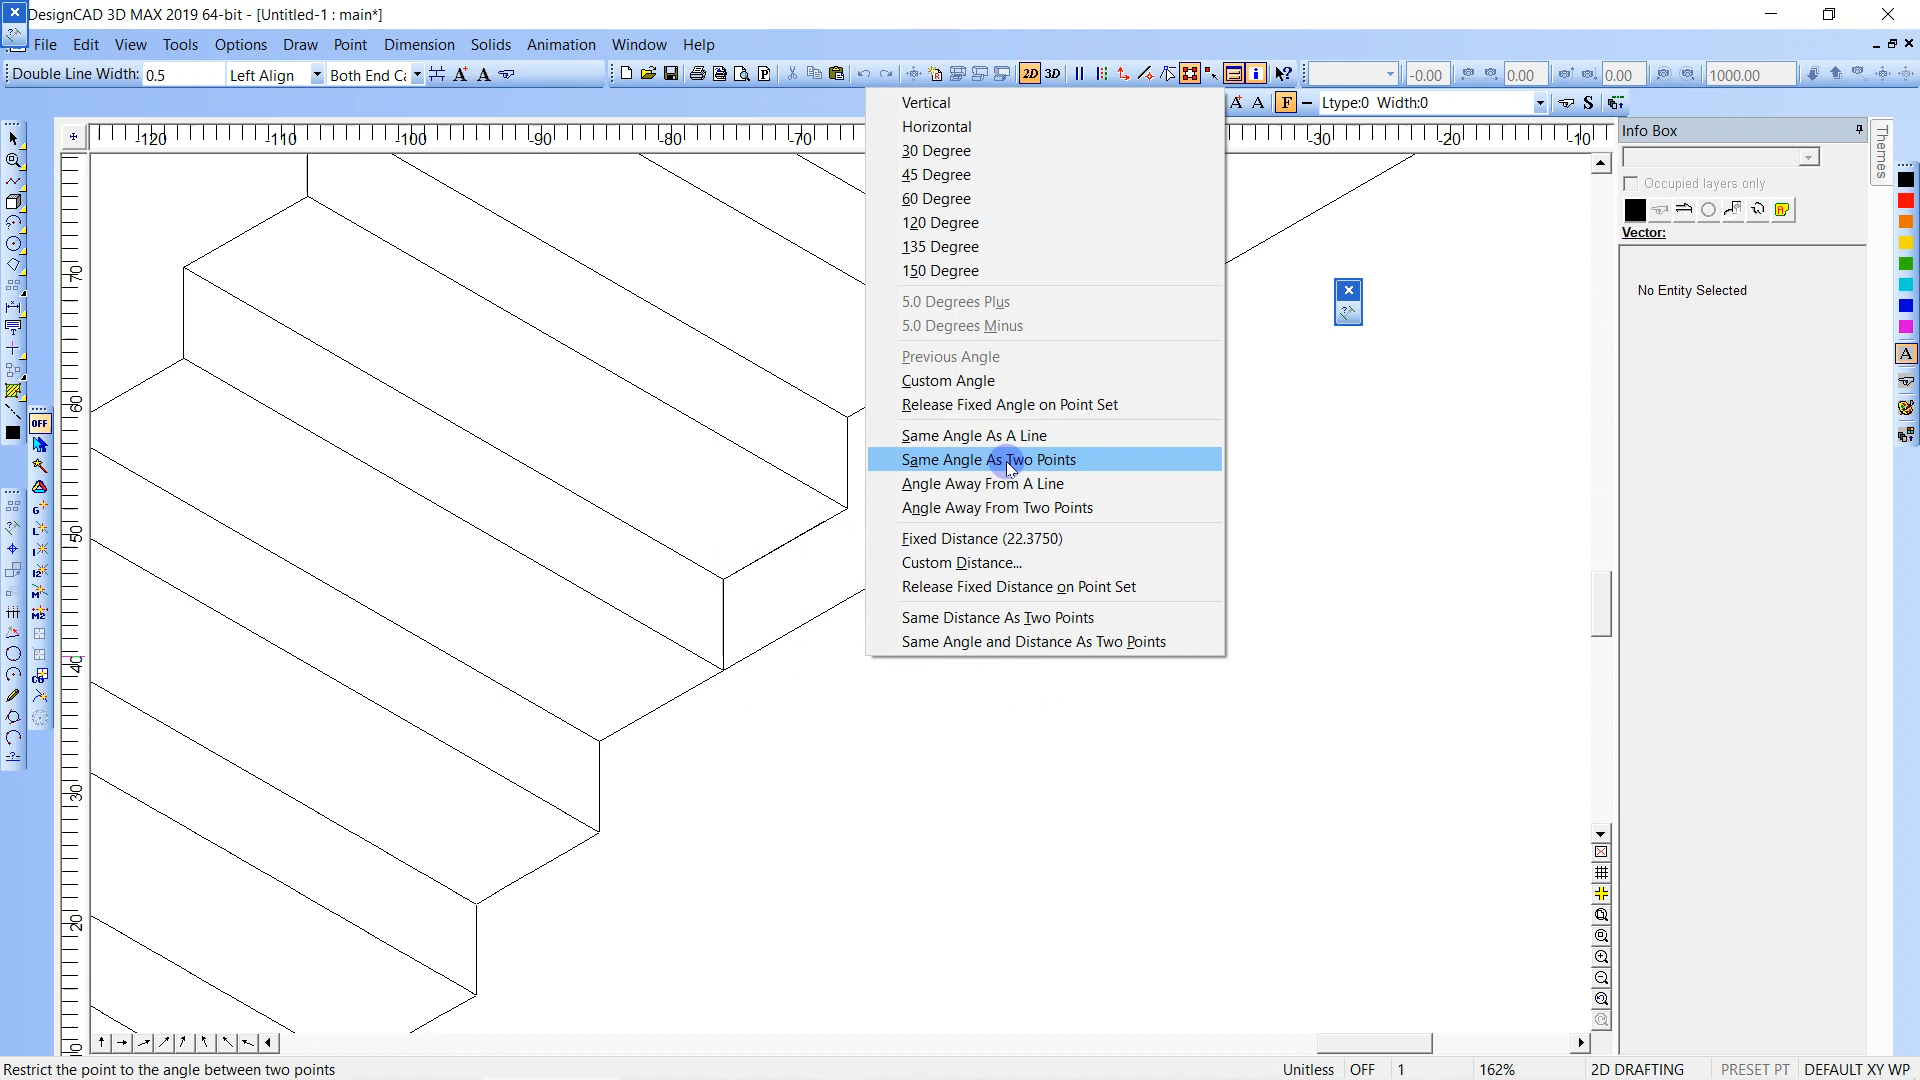 DesignCAD 3D MAX 2019 64-bit - [Untitled-1 : main*]
File Edit View Tools Options Draw Point Dimension Solids Animation Window Help
Double Line Width: 0.5 Left Align Both End Ca 2D 3D -0.00 0.00 0.00 1000.00
F Ltype:0 Width:0 S
-120 -110 -100 -90 -80 -70 -30 -20 -10
Info Box
Themes
Occupied layers only
Vector:
No Entity Selected
Vertical
Horizontal
30 Degree
45 Degree
60 Degree
120 Degree
135 Degree
150 Degree
5.0 Degrees Plus
5.0 Degrees Minus
Previous Angle
Custom Angle
Release Fixed Angle on Point Set
Same Angle As A Line
Same Angle As Two Points
Angle Away From A Line
Angle Away From Two Points
Fixed Distance (22.3750)
Custom Distance...
Release Fixed Distance on Point Set
Same Distance As Two Points
Same Angle and Distance As Two Points
OFF
70
60
50
40
30
20
Restrict the point to the angle between two points
Unitless OFF 1 162% 2D DRAFTING PRESET PT DEFAULT XY WP